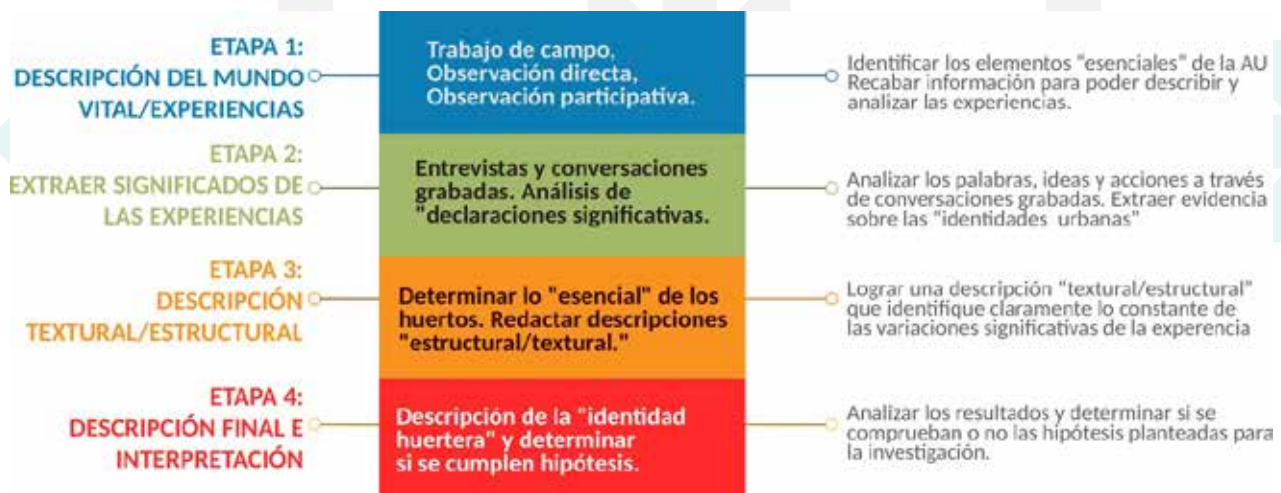 ETAPA 1:
DESCRIPCIÓN DEL MUNDO
VITAL/EXPERIENCIAS
Trabajo de campo,
Observación directa,
Observación participativa.
Identificar los elementos "esenciales" de la AU
Recabar información para poder describir y
analizar las experiencias.
ETAPA 2:
EXTRAER SIGNIFICADOS DE
LAS EXPERIENCIAS
Entrevistas y conversaciones
grabadas. Análisis de
"declaraciones significativas.
Analizar los palabras, ideas y acciones a través
de conversaciones grabadas. Extraer evidencia
sobre las "identidades urbanas"
ETAPA 3:
DESCRIPCIÓN
TEXTURAL/ESTRUCTURAL
Determinar lo "esencial" de los
huertos. Redactar descripciones
"estructural/textural."
Lograr una descripción "textural/estructural"
que identifique claramente lo constante de
las variaciones significativas de la experencia
ETAPA 4:
DESCRIPCIÓN FINAL E
INTERPRETACIÓN
Descripción de la "identidad
huertera" y determinar
si se cumplen hipótesis.
Analizar los resultados y determinar si se
comprueban o no las hipótesis planteadas para
la investigación.